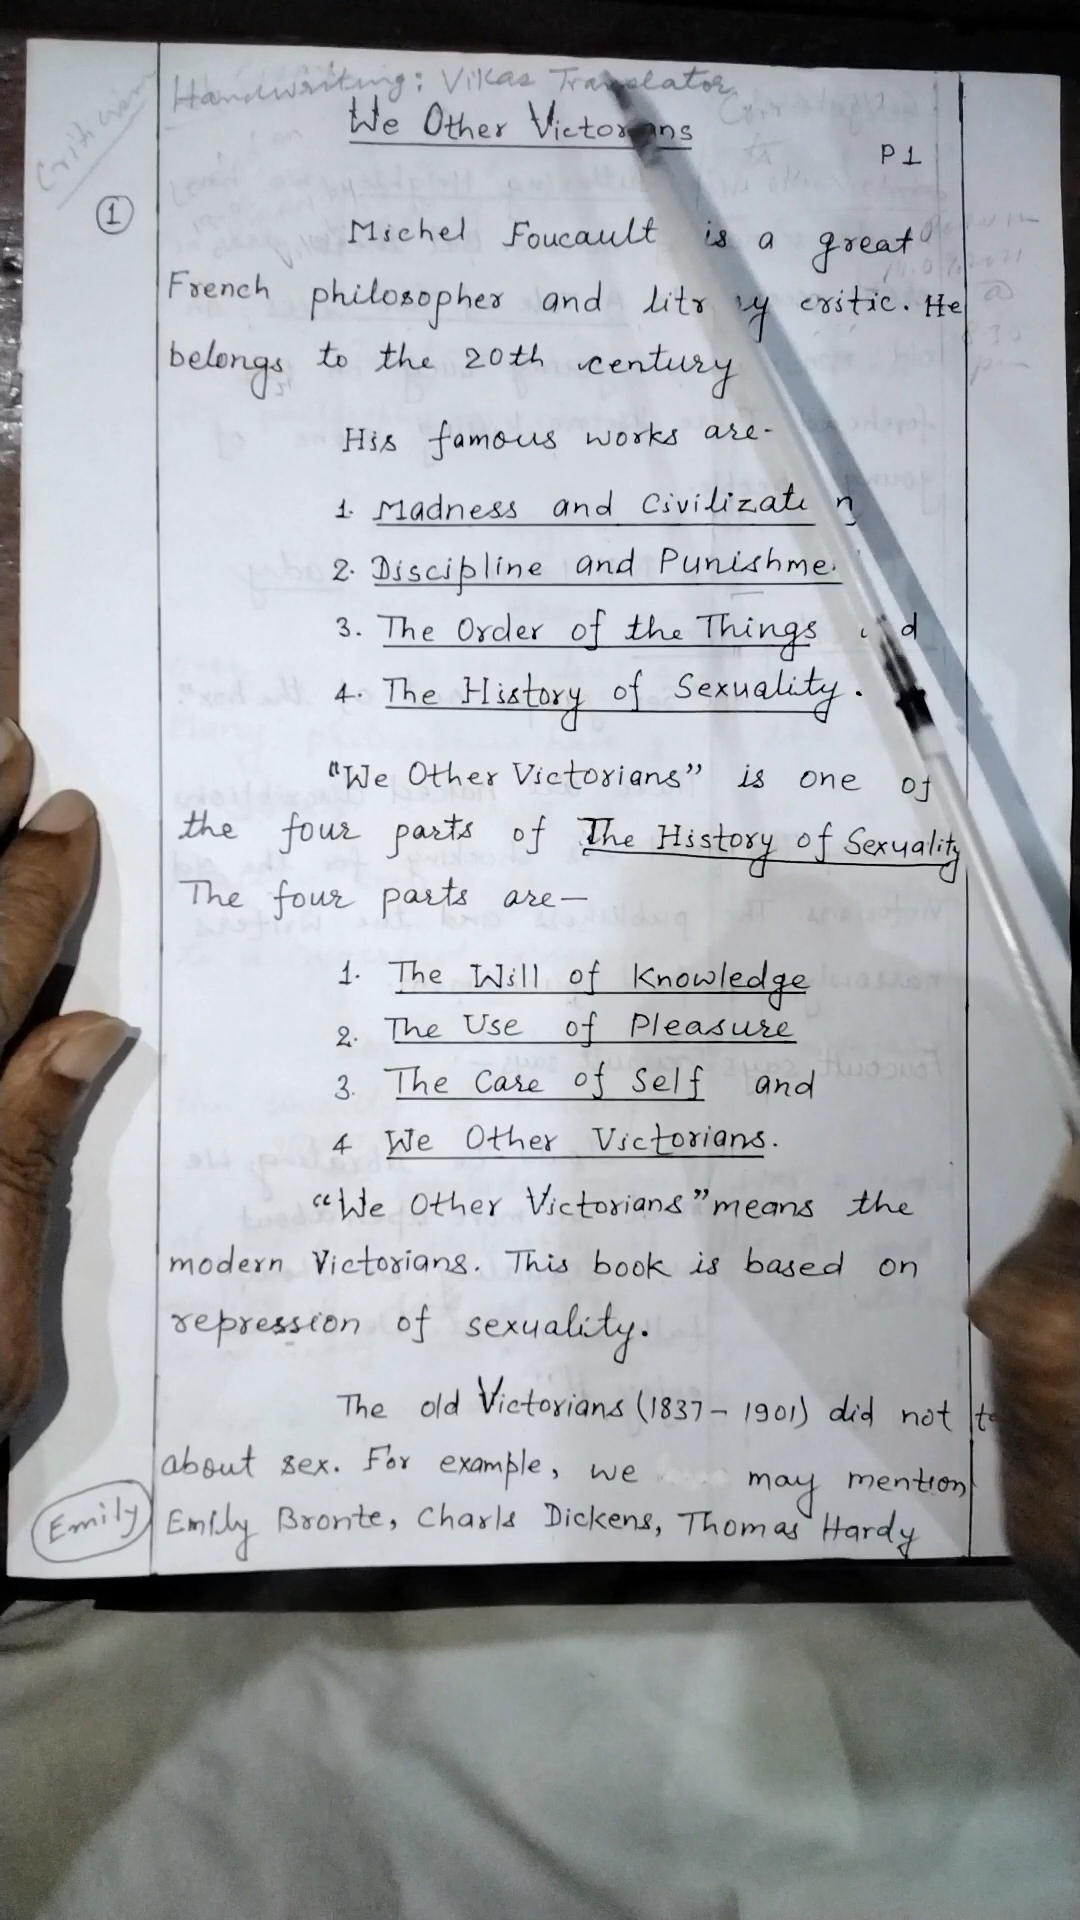 Handwriting: Vikas Translator
We Other Victorians
P 1
Criticism
1
Michel Foucault is a great
French philosopher and litr y critic. He
belongs to the 20th century
His famous works are-
1. Madness and Civilizati n
2. Discipline and Punishme
3. The Order of the Things d
4. The History of Sexuality.
"We Other Victorians" is one of
the four parts of The History of Sexuality
The four parts are—
1. The Will of Knowledge
2. The Use of Pleasure
3. The Care of Self and
4 We Other Victorians.
"We Other Victorians" means the
modern Victorians. This book is based on
repression of sexuality.
The old Victorians (1837- 1901) did not
about sex. For example, we may mention
Emily Emily Bronte, Charls Dickens, Thomas Hardy